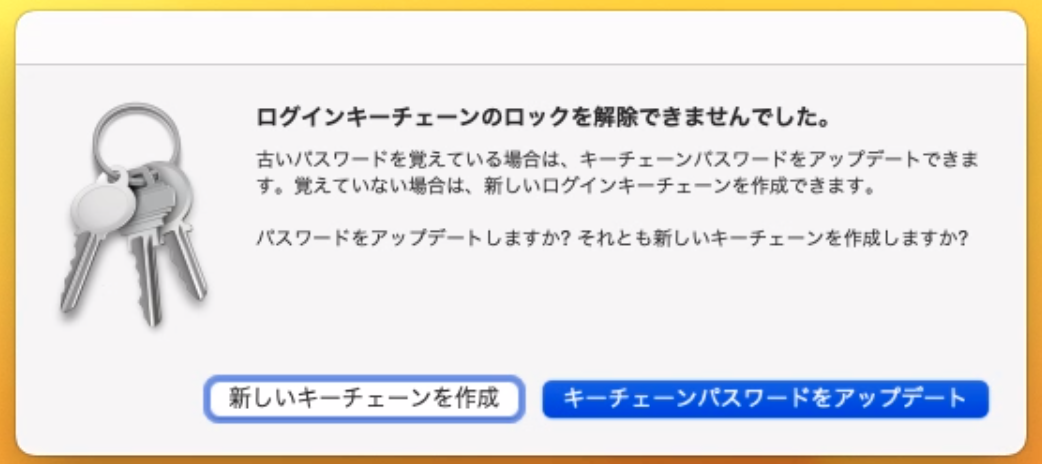 ログインキーチェーンのロックを解除できませんでした。
古いパスワードを覚えている場合は、キーチェーンパスワードをアップデートできま
す。覚えていない場合は、新しいログインキーチェーンを作成できます。
パスワードをアップデートしますか? それとも新しいキーチェーンを作成しますか?
新しいキーチェーンを作成
キーチェーンパスワードをアップデート